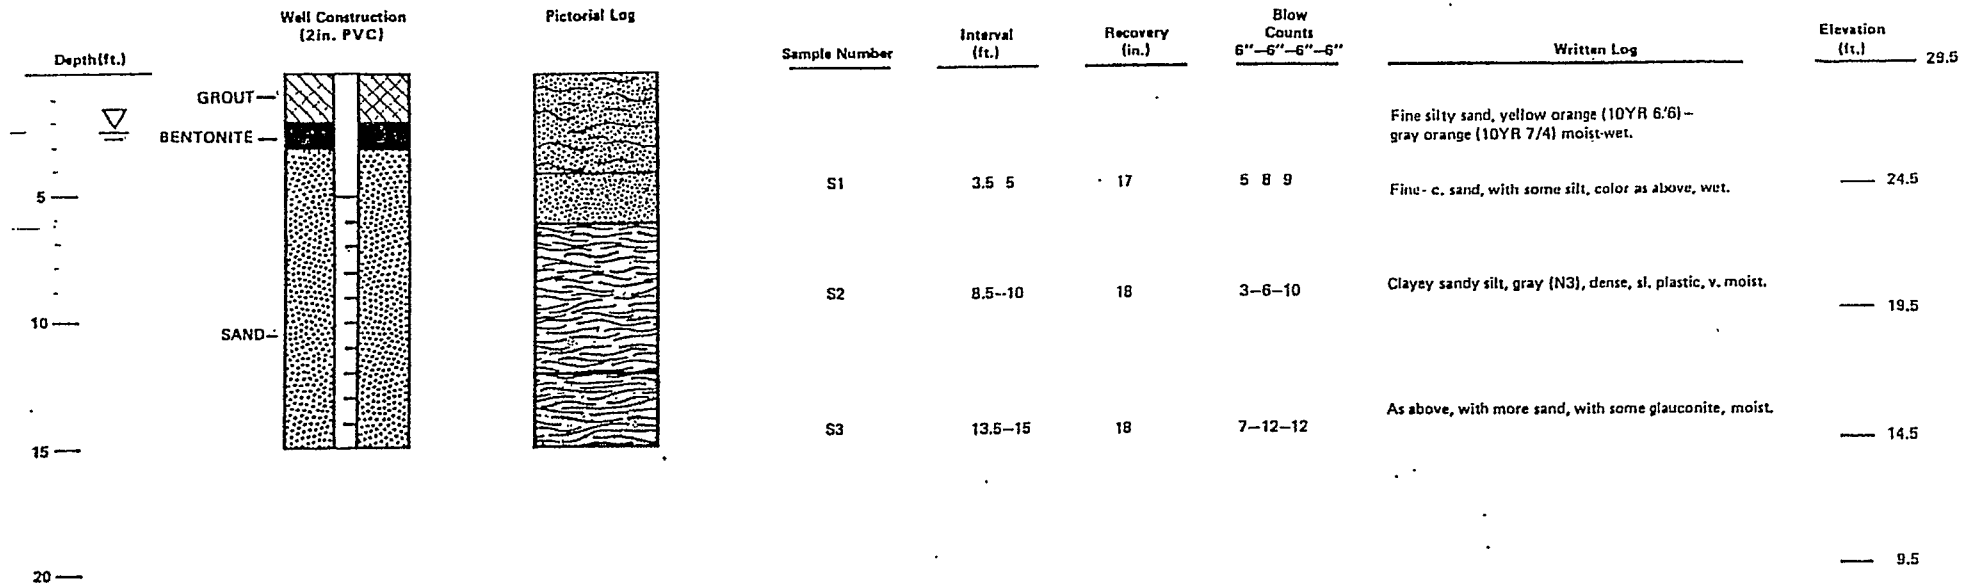 Well Construction
(2in. PVC)
Pictorial Log
Depth(ft.)
Sample Number
Interval
(ft.)
Recovery
(in.)
Blow
Counts
6"—6"—6"—6"
Written Log
Elevation
(ft.)
29.5
GROUT
BENTONITE
Fine silty sand, yellow orange (10YR 6/6) –
gray orange (10YR 7/4) moist-wet.
5
S1 3.5 5 17 5 8 9 Fine- c. sand, with some silt, color as above, wet. 24.5
S2 8.5--10 18 3—6—10 Clayey sandy silt, gray (N3), dense, sl. plastic, v. moist. 19.5
10
SAND
S3 13.5—15 18 7—12—12 As above, with more sand, with some glauconite, moist. 14.5
15
9.5
20